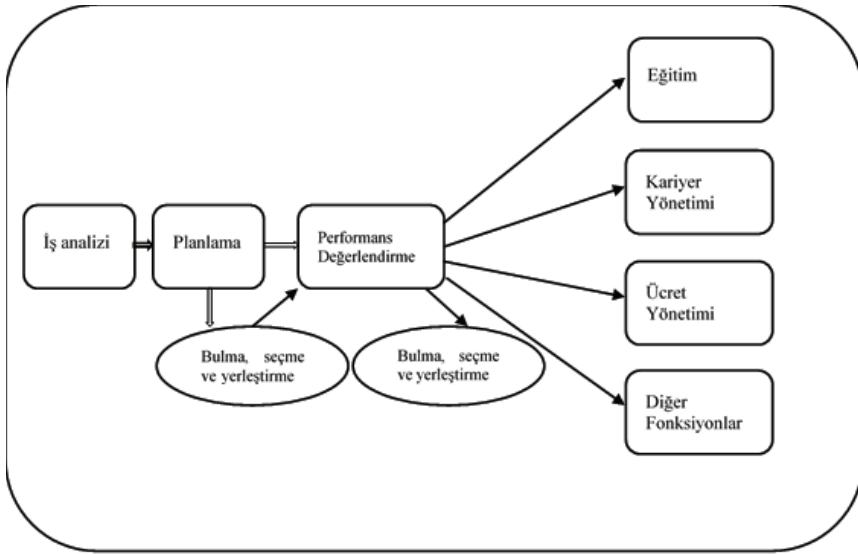 Eğitim
Kariyer
Yönetimi
İş analizi
Planlama
Performans
Değerlendirme
Ücret
Yönetimi
Bulma, seçme
ve yerleştirme
Bulma, seçme
ve yerleştirme
Diğer
Fonksiyonlar